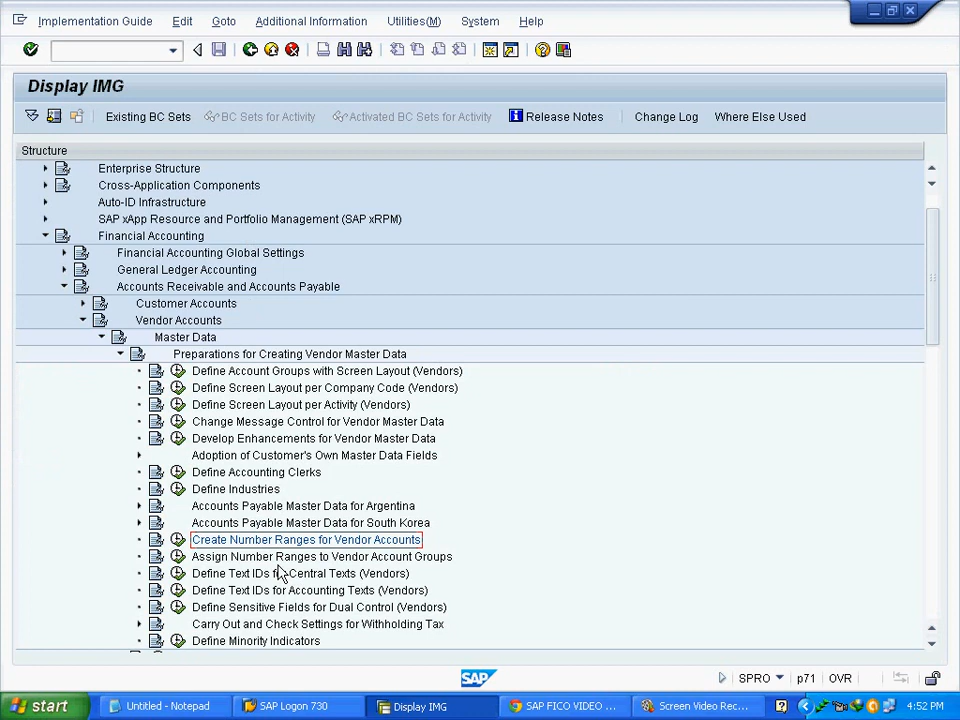 Implementation Guide Edit Goto Additional Information Utilities(M) System Help
Display IMG
Existing BC Sets BC Sets for Activity Activated BC Sets for Activity Release Notes Change Log Where Else Used
Structure
Enterprise Structure
Cross-Application Components
Auto-ID Infrastructure
SAP xApp Resource and Portfolio Management (SAP xRPM)
Financial Accounting
Financial Accounting Global Settings
General Ledger Accounting
Accounts Receivable and Accounts Payable
Customer Accounts
Vendor Accounts
Master Data
Preparations for Creating Vendor Master Data
Define Account Groups with Screen Layout (Vendors)
Define Screen Layout per Company Code (Vendors)
Define Screen Layout per Activity (Vendors)
Change Message Control for Vendor Master Data
Develop Enhancements for Vendor Master Data
Adoption of Customer's Own Master Data Fields
Define Accounting Clerks
Define Industries
Accounts Payable Master Data for Argentina
Accounts Payable Master Data for South Korea
Create Number Ranges for Vendor Accounts
Assign Number Ranges to Vendor Account Groups
Define Text IDs for Central Texts (Vendors)
Define Text IDs for Accounting Texts (Vendors)
Define Sensitive Fields for Dual Control (Vendors)
Carry Out and Check Settings for Withholding Tax
Define Minority Indicators
SAP SPRO p71 OVR
start Untitled - Notepad SAP Logon 730 Display IMG SAP FICO VIDEO ... Screen Video Rec... 4:52 PM